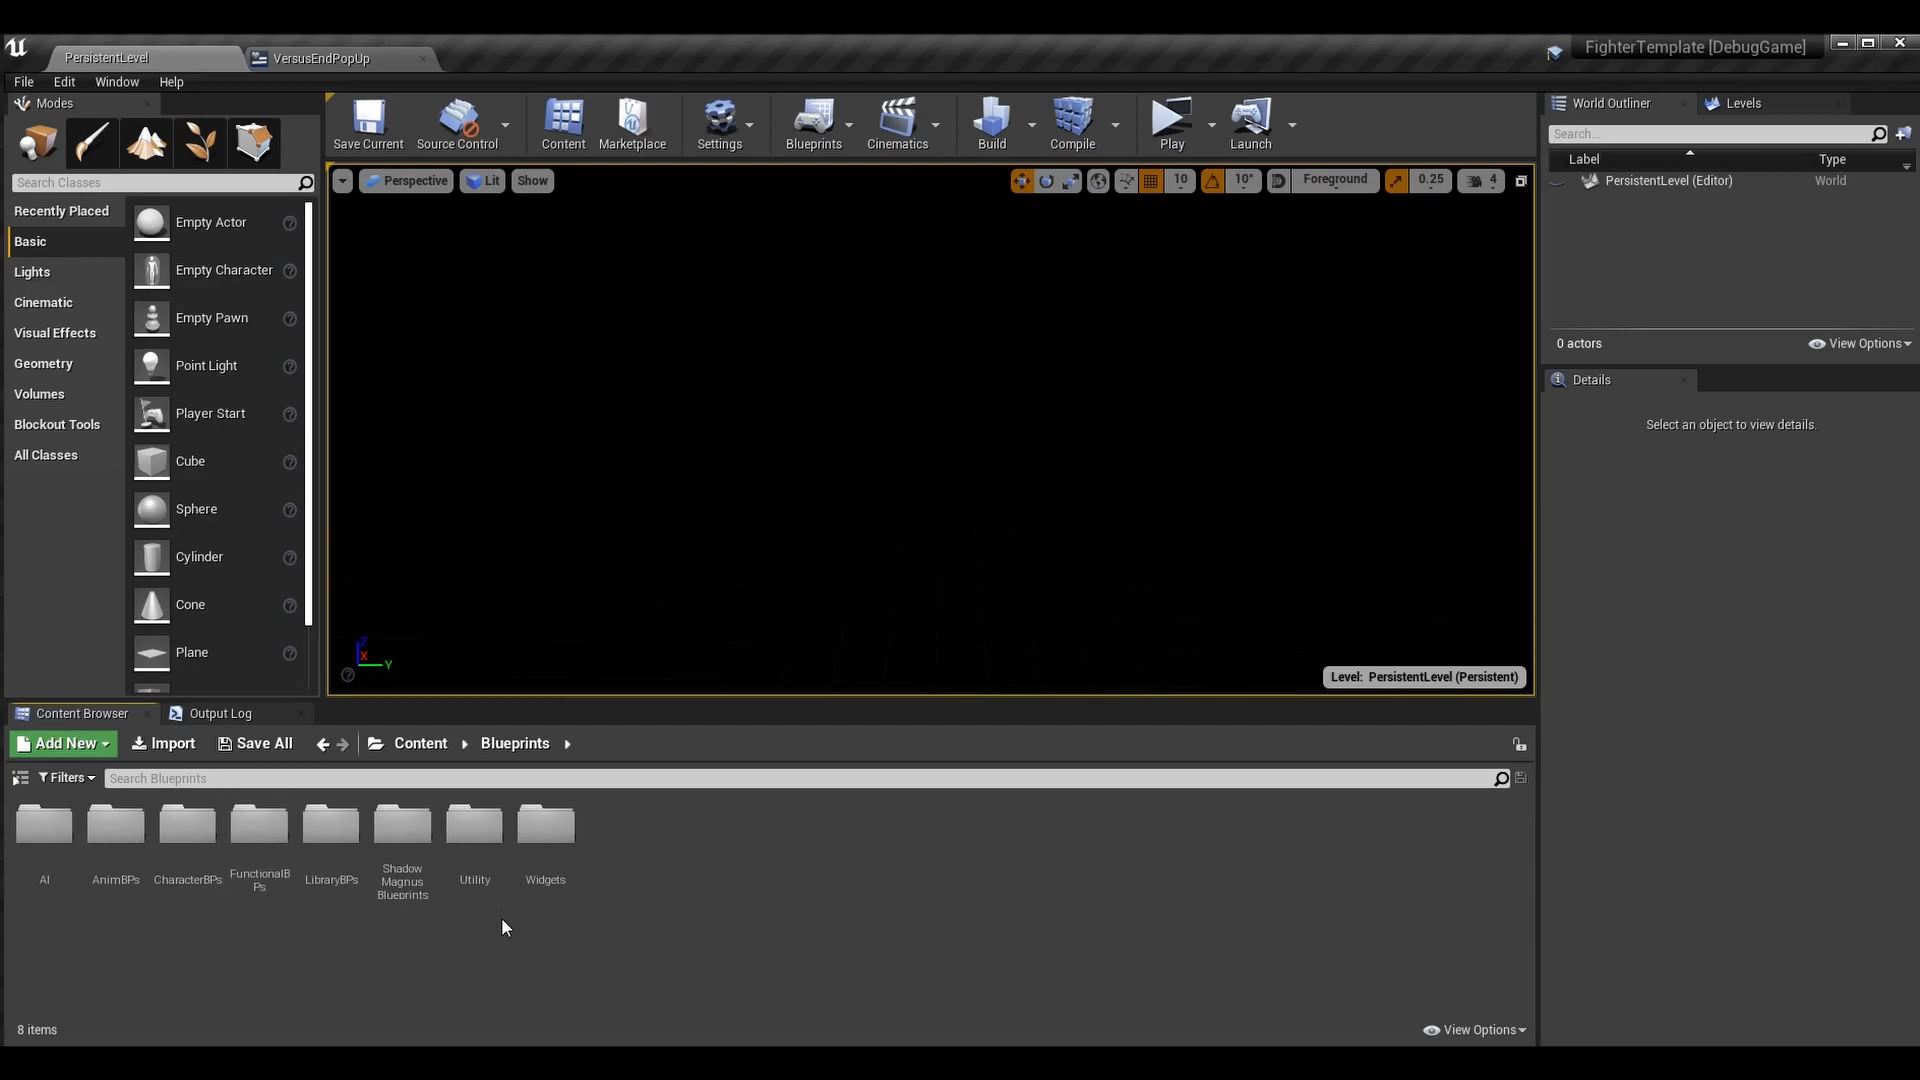 PersistentLevel
VersusEndPopUp
FighterTemplate [DebugGame]
File Edit Window Help
Modes
Save Current
Source Control
Content
Marketplace
Settings
Blueprints
Cinematics
Build
Compile
Play
Launch
World Outliner
Levels
Search...
Label
Type
PersistentLevel (Editor)
World
0 actors
View Options
Details
Select an object to view details.
Search Classes
Recently Placed
Basic
Lights
Cinematic
Visual Effects
Geometry
Volumes
Blockout Tools
All Classes
Empty Actor
Empty Character
Empty Pawn
Point Light
Player Start
Cube
Sphere
Cylinder
Cone
Plane
Perspective
Lit
Show
10
10°
Foreground
0.25
4
Z
X
Y
Level: PersistentLevel (Persistent)
Content Browser
Output Log
Add New
Import
Save All
Content
Blueprints
Filters
Search Blueprints
AI
AnimBPs
CharacterBPs
FunctionalB
Ps
LibraryBPs
Shadow
Magnus
Blueprints
Utility
Widgets
8 items
View Options